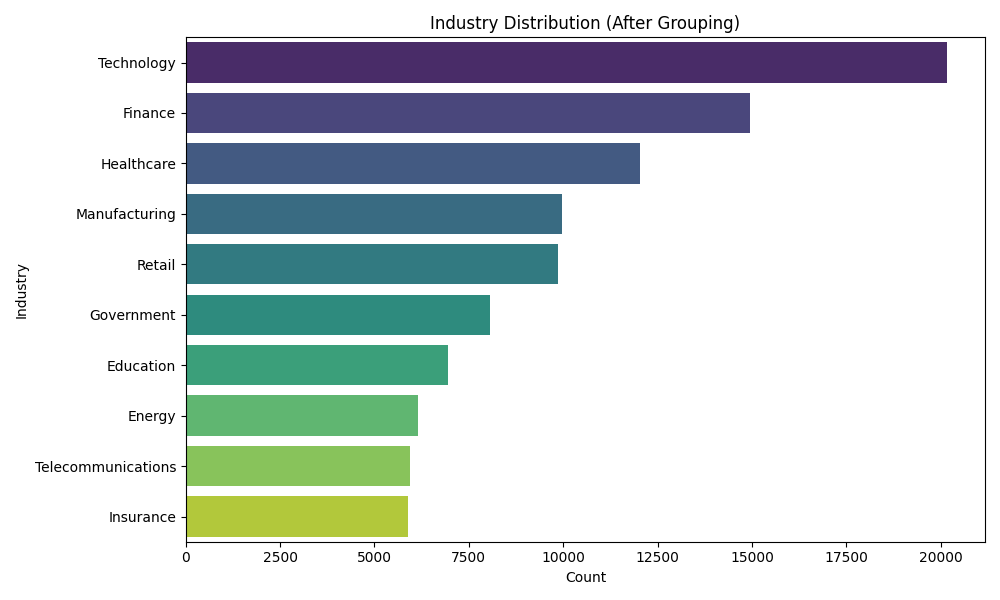 Industry Distribution (After Grouping)
Technology
Finance
Healthcare
Manufacturing
Retail
Government
Education
Energy
Telecommunications
Insurance
Industry
0 2500 5000 7500 10000 12500 15000 17500 20000
Count